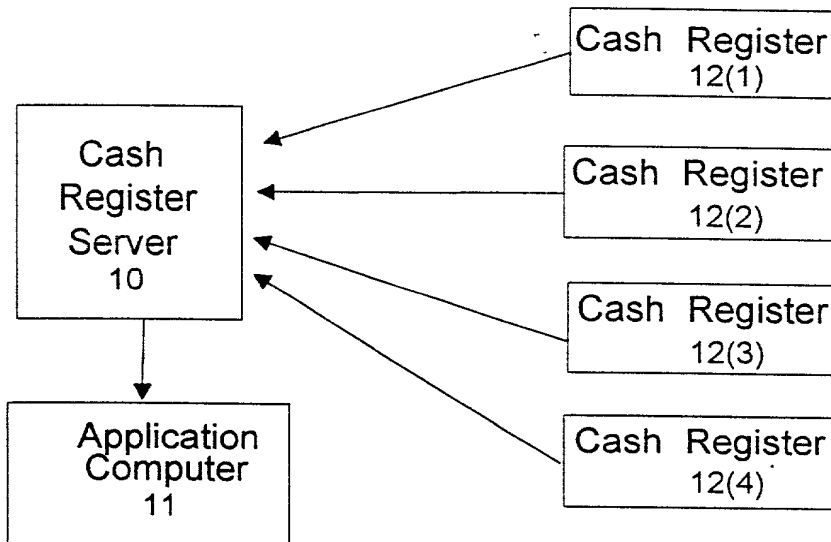 Cash Register
12(1)
Cash
Register
Server
10
Cash Register
12(2)
Cash Register
12(3)
Application
Computer
11
Cash Register
12(4)